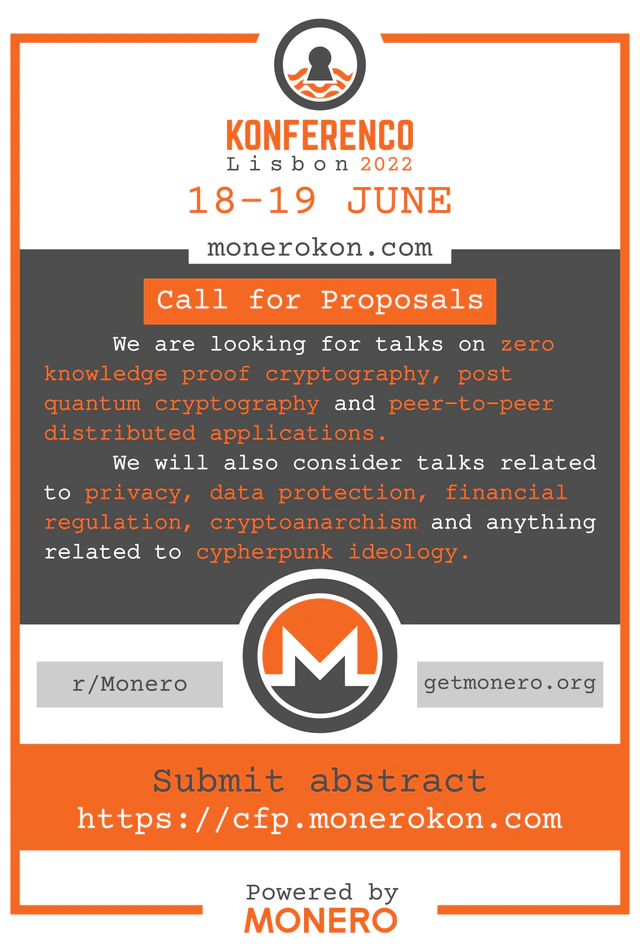 KONFERENCO
Lisbon 2022
18-19 JUNE
monerokon.com
Call for Proposals
We are looking for talks on zero
knowledge proof cryptography, post
quantum cryptography and peer-to-peer
distributed applications.
We will also consider talks related
to privacy, data protection, financial
regulation, cryptoanarchism and anything
related to cypherpunk ideology.
r/Monero
getmonero.org
Submit abstract
https://cfp.monerokon.com
Powered by
MONERO